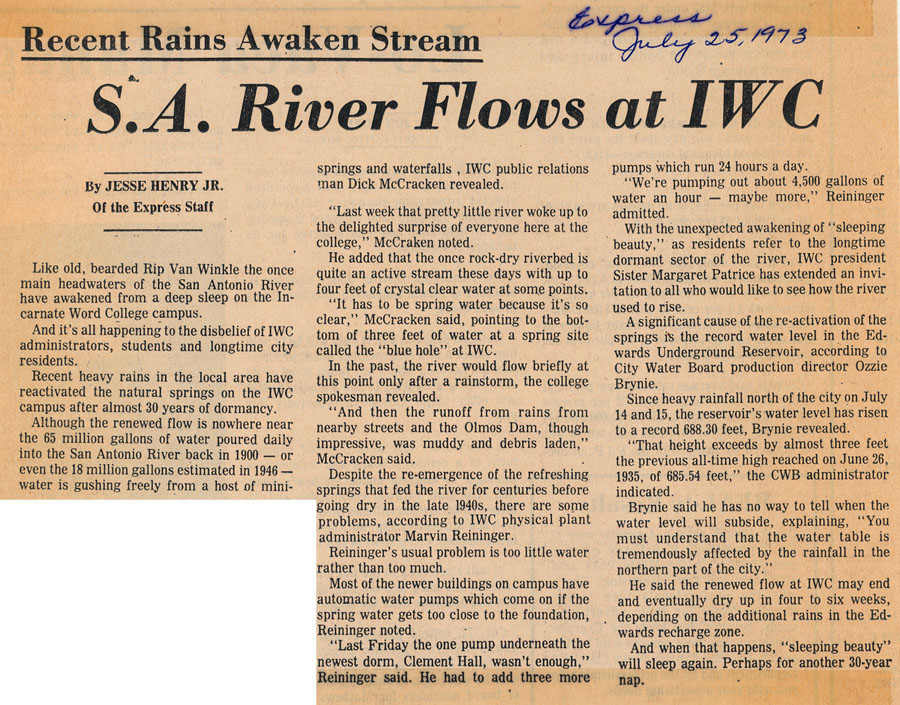 Express
July 25, 1973
Recent Rains Awaken Stream
S.A. River Flows at IWC
By JESSE HENRY JR.
Of the Express Staff
Like old, bearded Rip Van Winkle the once
main headwaters of the San Antonio River
have awakened from a deep sleep on the In-
carnate Word College campus.
And it's all happening to the disbelief of IWC
administrators, students and longtime city
residents.
Recent heavy rains in the local area have
reactivated the natural springs on the IWC
campus after almost 30 years of dormancy.
Although the renewed flow is nowhere near
the 65 million gallons of water poured daily
into the San Antonio River back in 1900 — or
even the 18 million gallons estimated in 1946 —
water is gushing freely from a host of mini-
springs and waterfalls , IWC public relations
man Dick McCracken revealed.
"Last week that pretty little river woke up to
the delighted surprise of everyone here at the
college," McCraken noted.
He added that the once rock-dry riverbed is
quite an active stream these days with up to
four feet of crystal clear water at some points.
"It has to be spring water because it's so
clear," McCracken said, pointing to the bot-
tom of three feet of water at a spring site
called the "blue hole" at IWC.
In the past, the river would flow briefly at
this point only after a rainstorm, the college
spokesman revealed.
"And then the runoff from rains from
nearby streets and the Olmos Dam, though
impressive, was muddy and debris laden,"
McCracken said.
Despite the re-emergence of the refreshing
springs that fed the river for centuries before
going dry in the late 1940s, there are some
problems, according to IWC physical plant
administrator Marvin Reininger.
Reininger's usual problem is too little water
rather than too much.
Most of the newer buildings on campus have
automatic water pumps which come on if the
spring water gets too close to the foundation,
Reininger noted.
"Last Friday the one pump underneath the
newest dorm, Clement Hall, wasn't enough,"
Reininger said. He had to add three more
pumps which run 24 hours a day.
"We're pumping out about 4,500 gallons of
water an hour — maybe more," Reininger
admitted.
With the unexpected awakening of "sleeping
beauty," as residents refer to the longtime
dormant sector of the river, IWC president
Sister Margaret Patrice has extended an invi-
tation to all who would like to see how the river
used to rise.
A significant cause of the re-activation of the
springs is the record water level in the Ed-
wards Underground Reservoir, according to
City Water Board production director Ozzie
Brynie.
Since heavy rainfall north of the city on July
14 and 15, the reservoir's water level has risen
to a record 688.30 feet, Brynie revealed.
"That height exceeds by almost three feet
the previous all-time high reached on June 26,
1935, of 685.54 feet," the CWB administrator
indicated.
Brynie said he has no way to tell when the
water level will subside, explaining, "You
must understand that the water table is
tremendously affected by the rainfall in the
northern part of the city."
He said the renewed flow at IWC may end
and eventually dry up in four to six weeks,
depending on the additional rains in the Ed-
wards recharge zone.
And when that happens, "sleeping beauty"
will sleep again. Perhaps for another 30-year
nap.